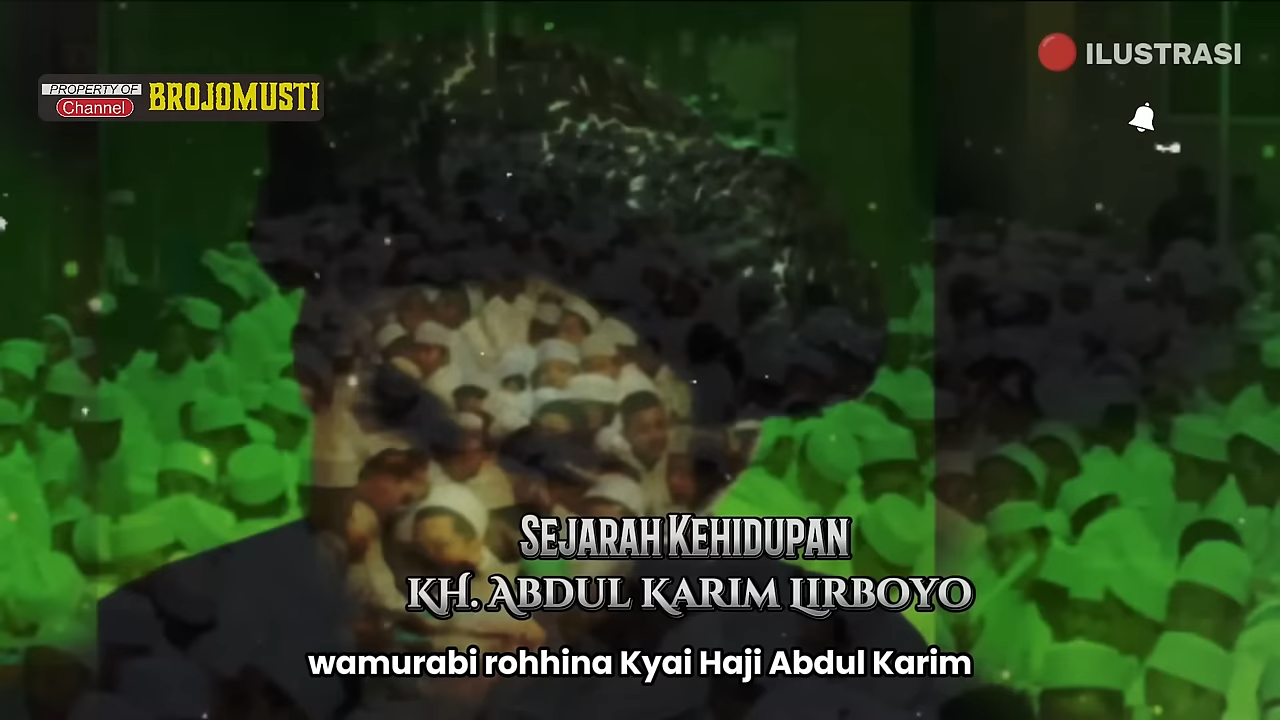 ILUSTRASI
PROPERTY OF
Channel
BROJOMUSTI
SEJARAH KEHIDUPAN
KH. ABDUL KARIM LIRBOYO
wamurabi rohhina Kyai Haji Abdul Karim